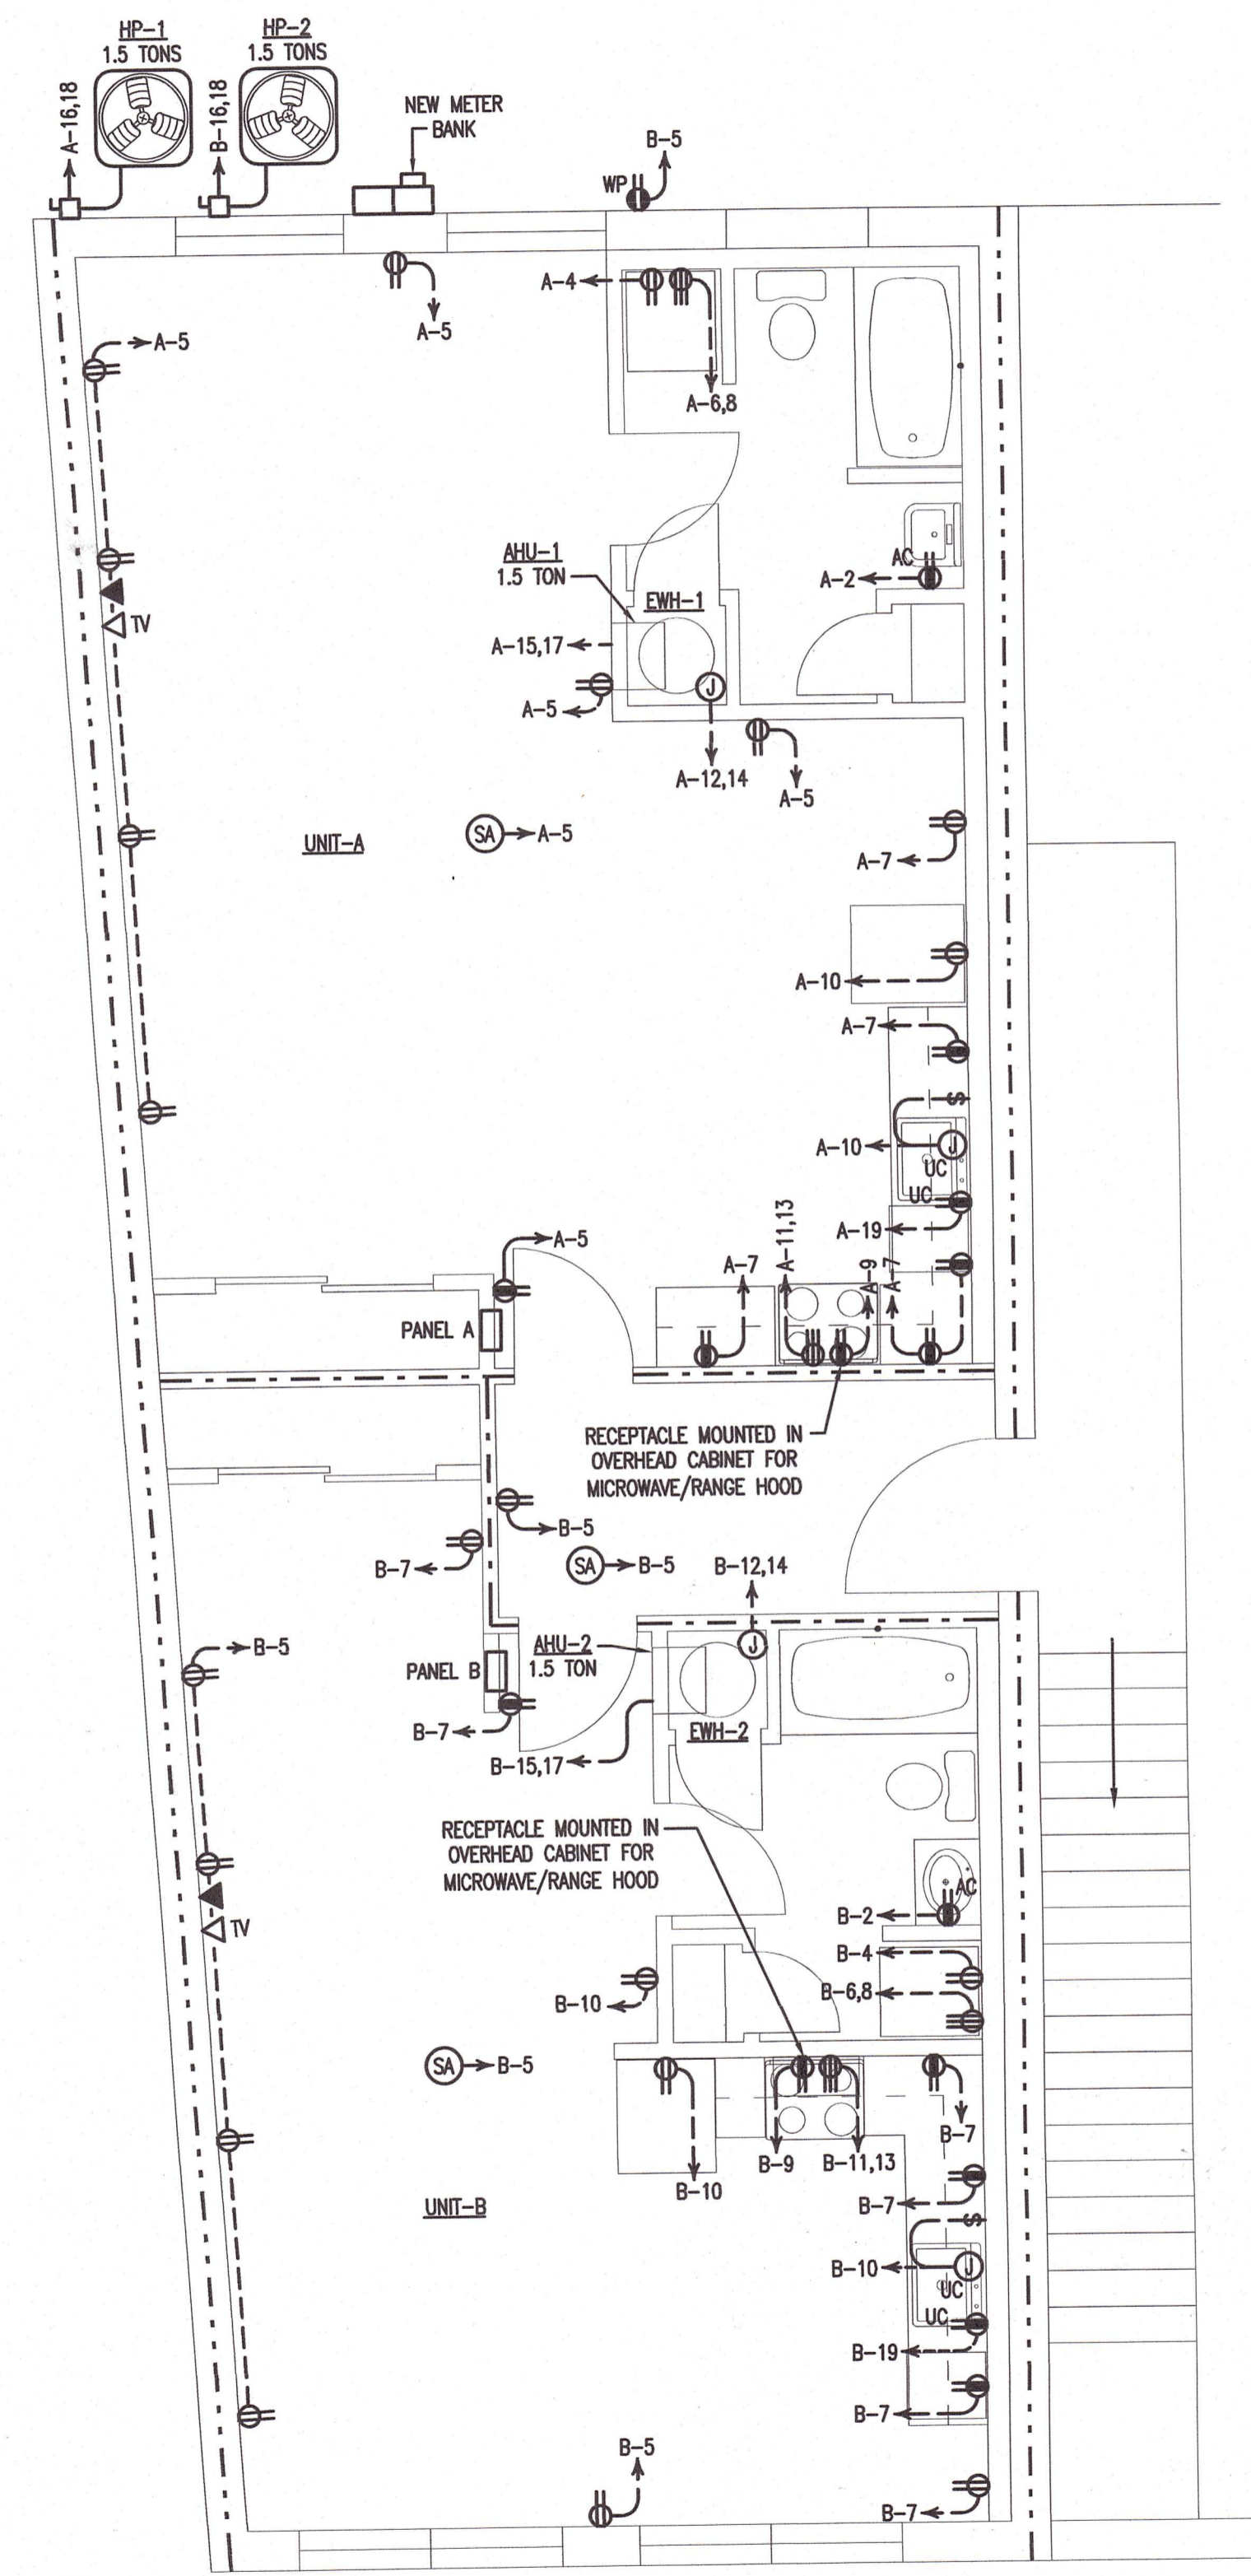 HP-1
1.5 TONS
HP-2
1.5 TONS
A-16,18
B-16,18
NEW METER
BANK
WP
B-5
A-5
A-4
A-5
A-6,8
AHU-1
1.5 TON
EWH-1
AC
A-2
TV
A-15,17
A-5
A-12,14
A-5
UNIT-A
SA
A-5
J
A-7
A-10
A-7
S
A-10
J
UC
UC
A-19
A-5
A-7
A-11,13
A-9
A-7
PANEL A
RECEPTACLE MOUNTED IN
OVERHEAD CABINET FOR
MICROWAVE/RANGE HOOD
B-5
B-7
SA
B-5
B-12,14
B-5
PANEL B
AHU-2
1.5 TON
J
B-7
B-15,17
EWH-2
RECEPTACLE MOUNTED IN
OVERHEAD CABINET FOR
MICROWAVE/RANGE HOOD
AC
B-2
TV
B-4
B-6,8
B-10
SA
B-5
B-7
B-9
B-11,13
B-10
UNIT-B
B-7
S
B-10
J
UC
UC
B-19
B-7
B-5
B-7